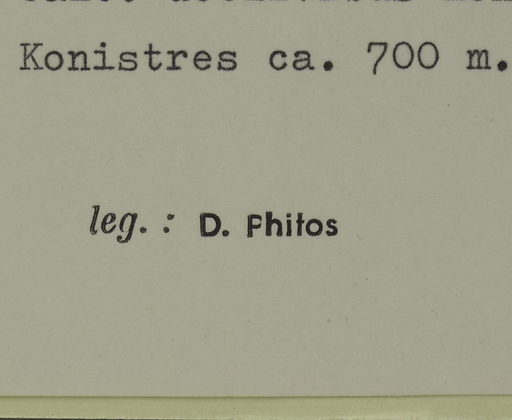 Konistres ca. 700 m.
leg. : D. Phitos